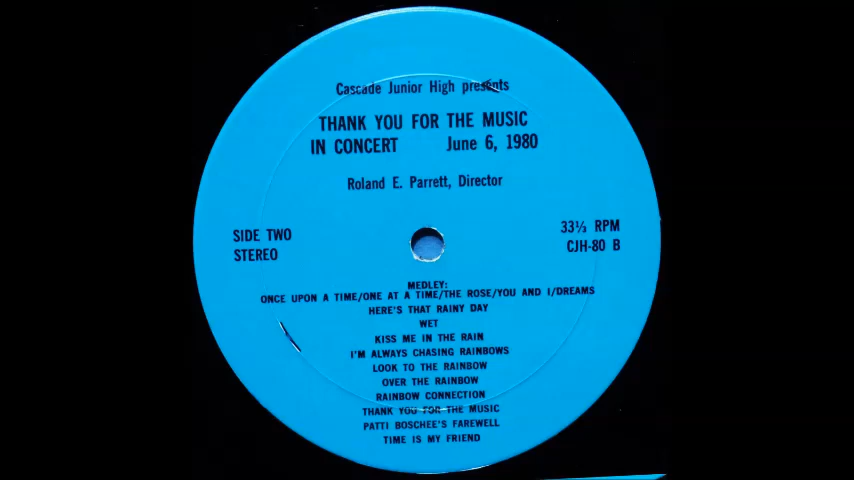 Cascade Junior High presents
THANK YOU FOR THE MUSIC
IN CONCERT June 6, 1980
Roland E. Parrett, Director
SIDE TWO
STEREO
33⅓ RPM
CJH-80 B
MEDLEY:
ONCE UPON A TIME/ONE AT A TIME/THE ROSE/YOU AND I/DREAMS
HERE'S THAT RAINY DAY
WET
KISS ME IN THE RAIN
I'M ALWAYS CHASING RAINBOWS
LOOK TO THE RAINBOW
OVER THE RAINBOW
RAINBOW CONNECTION
THANK YOU FOR THE MUSIC
PATTI BOSCHEE'S FAREWELL
TIME IS MY FRIEND